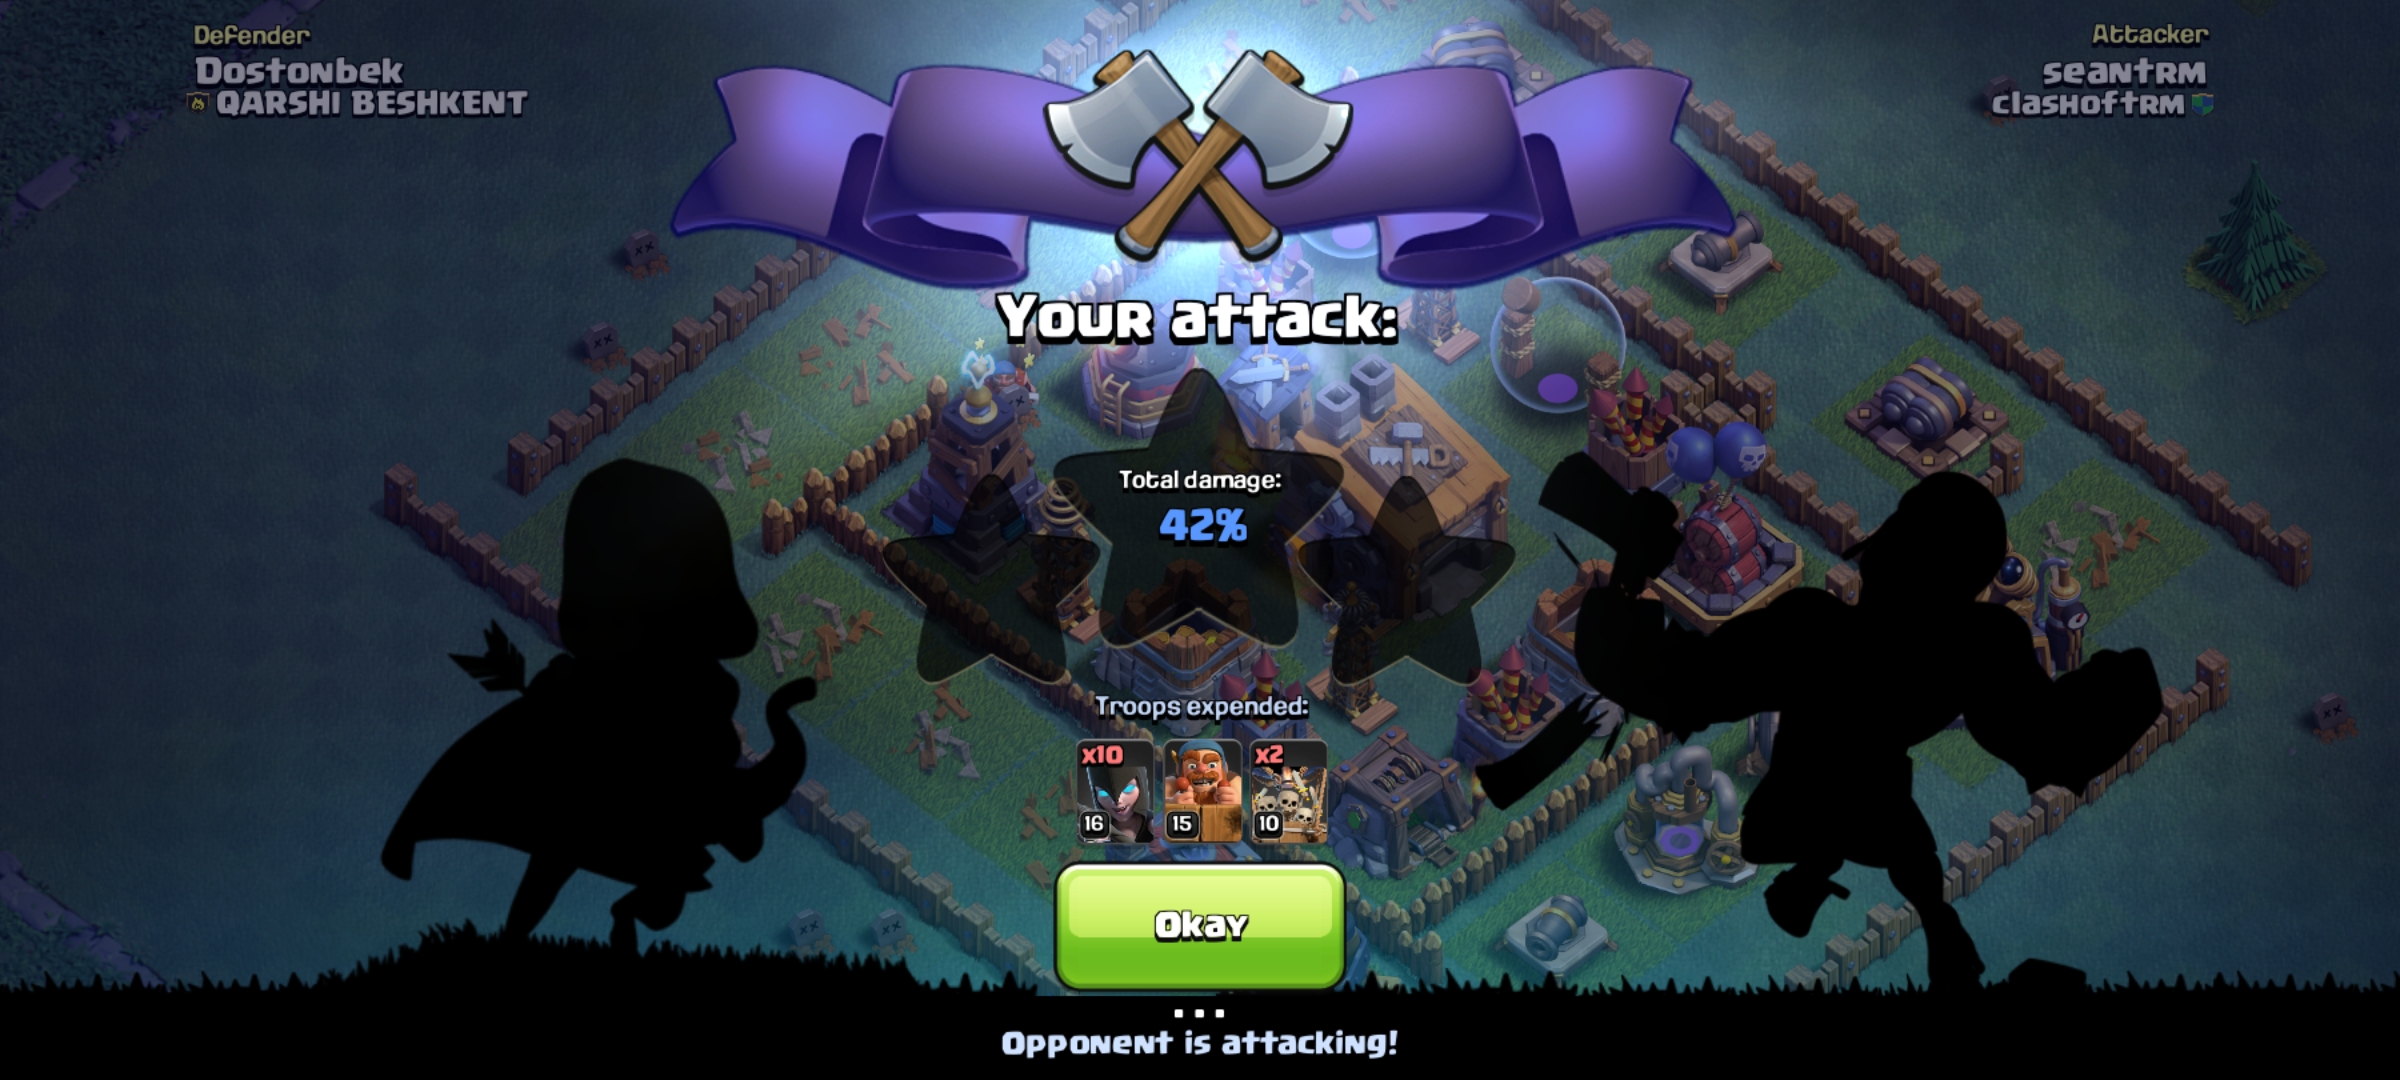 Defender
Dostonbek
QARSHI BESHKENT
Attacker
seantRM
clashoftRM
Your attack:
Total damage:
42%
Troops expended:
x10
16
15
x2
10
Okay
...
Opponent is attacking!